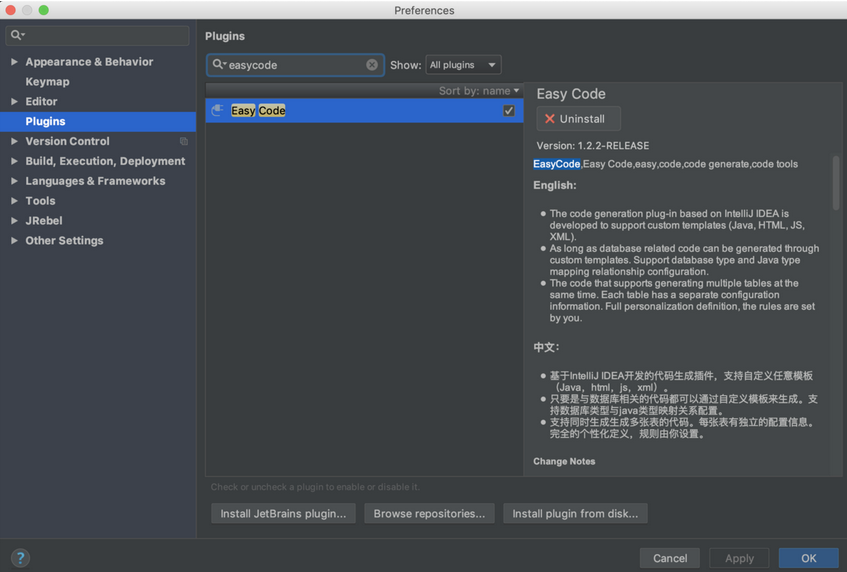 Preferences
Plugins
easycode
Show: All plugins
Appearance & Behavior
Keymap
Editor
Plugins
Version Control
Build, Execution, Deployment
Languages & Frameworks
Tools
JRebel
Other Settings
Sort by: name
Easy Code
Easy Code
Uninstall
Version: 1.2.2-RELEASE
EasyCode,Easy Code,easy,code,code generate,code tools
English:
The code generation plug-in based on IntelliJ IDEA is
developed to support custom templates (Java, HTML, JS,
XML).
As long as database related code can be generated through
custom templates. Support database type and Java type
mapping relationship configuration.
The code that supports generating multiple tables at the
same time. Each table has a separate configuration
information. Full personalization definition, the rules are set
by you.
中文:
基于IntelliJ IDEA开发的代码生成插件，支持自定义任意模板
（Java，html，js，xml）。
只要是与数据库相关的代码都可以通过自定义模板来生成。支
持数据库类型与java类型映射关系配置。
支持同时生成生成多张表的代码。每张表有独立的配置信息。
完全的个性化定义，规则由你设置。
Change Notes
Check or uncheck a plugin to enable or disable it.
Install JetBrains plugin...
Browse repositories...
Install plugin from disk...
?
Cancel
Apply
OK